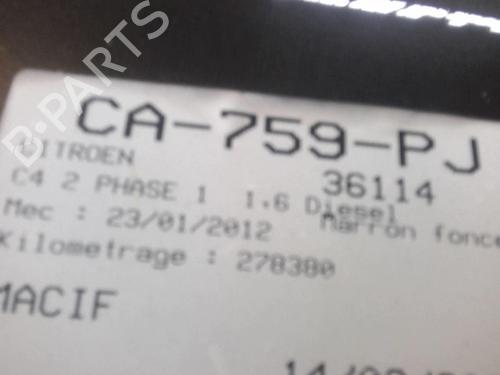 CA-759-PJ
CITROEN
36114
C4 2 PHASE 1 1.6 Diesel
Mec : 23/01/2012 Marron fonce
Kilometrage : 278380
MACIF
B-PARTS